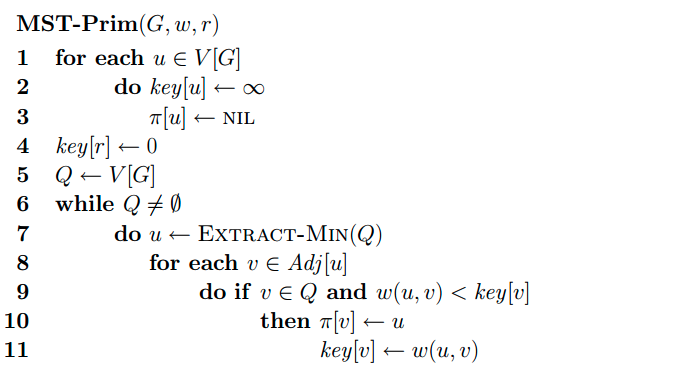 MST-Prim(G, w, r)
1 for each u ∈ V[G]
2 do key[u] ← ∞
3 π[u] ← NIL
4 key[r] ← 0
5 Q ← V[G]
6 while Q ≠ ∅
7 do u ← EXTRACT-MIN(Q)
8 for each v ∈ Adj[u]
9 do if v ∈ Q and w(u, v) < key[v]
10 then π[v] ← u
11 key[v] ← w(u, v)